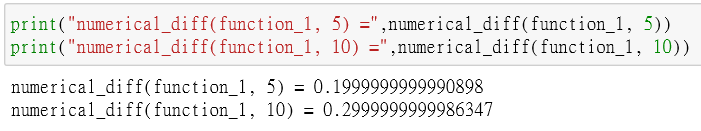 print("numerical_diff(function_1, 5) =",numerical_diff(function_1, 5))
print("numerical_diff(function_1, 10) =",numerical_diff(function_1, 10))
numerical_diff(function_1, 5) = 0.1999999999990898
numerical_diff(function_1, 10) = 0.2999999999986347